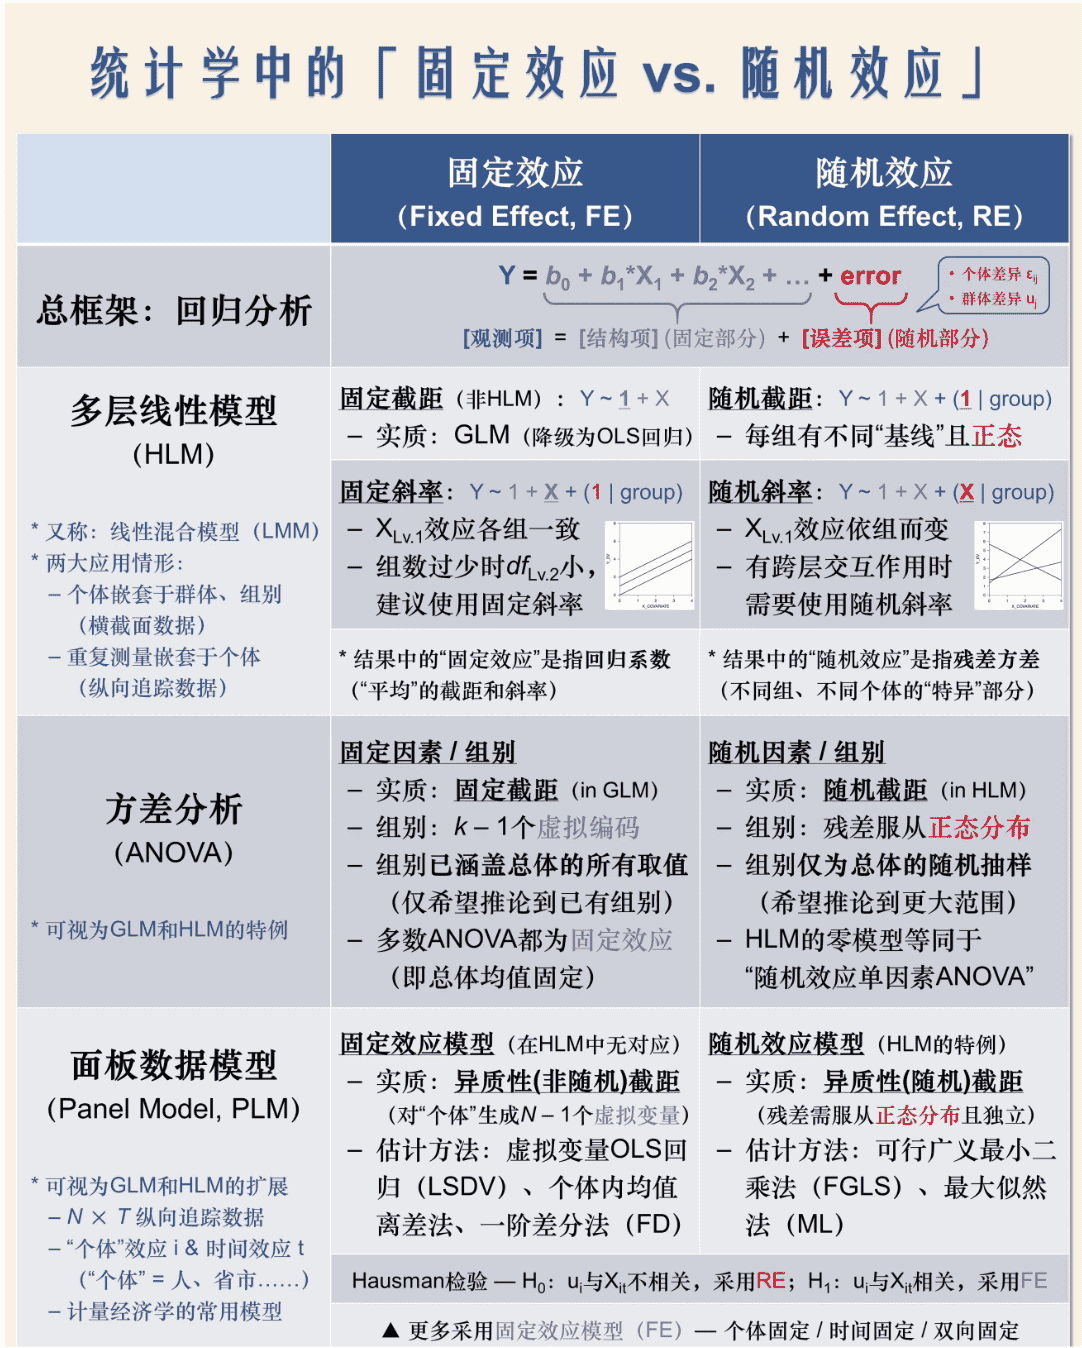 统计学中的「固定效应 vs. 随机效应」
固定效应
（Fixed Effect, FE）
随机效应
（Random Effect, RE）
总框架：回归分析
Y = b0 + b1*X1 + b2*X2 + … + error
• 个体差异 εij
• 群体差异 uj
[观测项] = [结构项] (固定部分) + [误差项] (随机部分)
多层线性模型
（HLM）
* 又称：线性混合模型（LMM）
* 两大应用情形：
– 个体嵌套于群体、组别
（横截面数据）
– 重复测量嵌套于个体
（纵向追踪数据）
固定截距（非HLM）：Y ~ 1 + X
– 实质：GLM（降级为OLS回归）
随机截距：Y ~ 1 + X + (1 | group)
– 每组有不同“基线”且正态
固定斜率：Y ~ 1 + X + (1 | group)
– XLv.1效应各组一致
– 组数过少时dfLv.2小，
建议使用固定斜率
X_COVARIATE
随机斜率：Y ~ 1 + X + (X | group)
– XLv.1效应依组而变
– 有跨层交互作用时
需要使用随机斜率
X_COVARIATE
* 结果中的“固定效应”是指回归系数
（“平均”的截距和斜率）
* 结果中的“随机效应”是指残差方差
（不同组、不同个体的“特异”部分）
方差分析
（ANOVA）
* 可视为GLM和HLM的特例
固定因素 / 组别
– 实质：固定截距（in GLM）
– 组别：k – 1个虚拟编码
– 组别已涵盖总体的所有取值
（仅希望推论到已有组别）
– 多数ANOVA都为固定效应
（即总体均值固定）
随机因素 / 组别
– 实质：随机截距（in HLM）
– 组别：残差服从正态分布
– 组别仅为总体的随机抽样
（希望推论到更大范围）
– HLM的零模型等同于
“随机效应单因素ANOVA”
面板数据模型
（Panel Model, PLM）
* 可视为GLM和HLM的扩展
– N × T 纵向追踪数据
– “个体”效应 i & 时间效应 t
（“个体” = 人、省市……）
– 计量经济学的常用模型
固定效应模型（在HLM中无对应）
– 实质：异质性(非随机)截距
（对“个体”生成N – 1个虚拟变量）
– 估计方法：虚拟变量OLS回
归（LSDV）、个体内均值
离差法、一阶差分法（FD）
随机效应模型（HLM的特例）
– 实质：异质性(随机)截距
（残差需服从正态分布且独立）
– 估计方法：可行广义最小二
乘法（FGLS）、最大似然
法（ML）
Hausman检验 — H0：ui与Xit不相关，采用RE；H1：ui与Xit相关，采用FE
▲ 更多采用固定效应模型（FE）— 个体固定 / 时间固定 / 双向固定